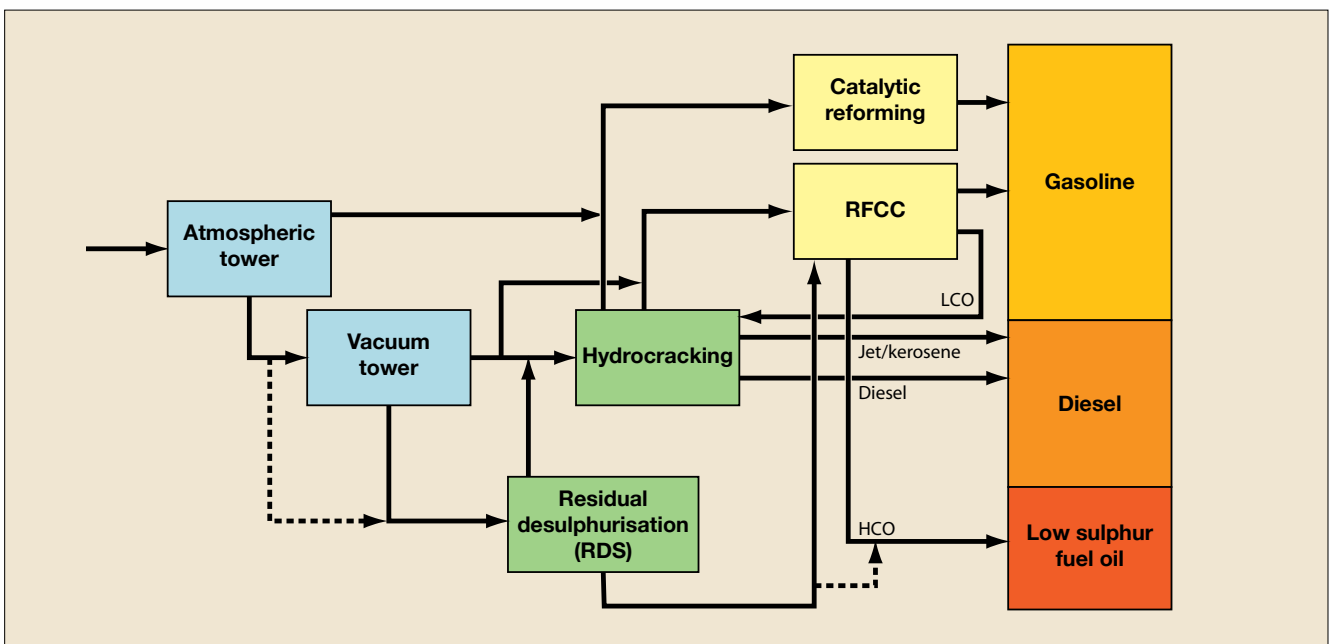 Catalytic
reforming
Gasoline
RFCC
Atmospheric
tower
LCO
Vacuum
tower
Hydrocracking
Jet/kerosene
Diesel
Diesel
Residual
desulphurisation
(RDS)
HCO
Low sulphur
fuel oil